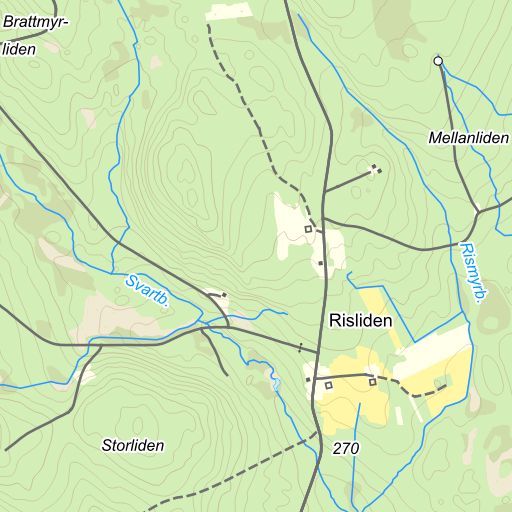 Brattmyr-
liden
Mellanliden
Rismyrb.
Svartb.
Risliden
Storliden
270